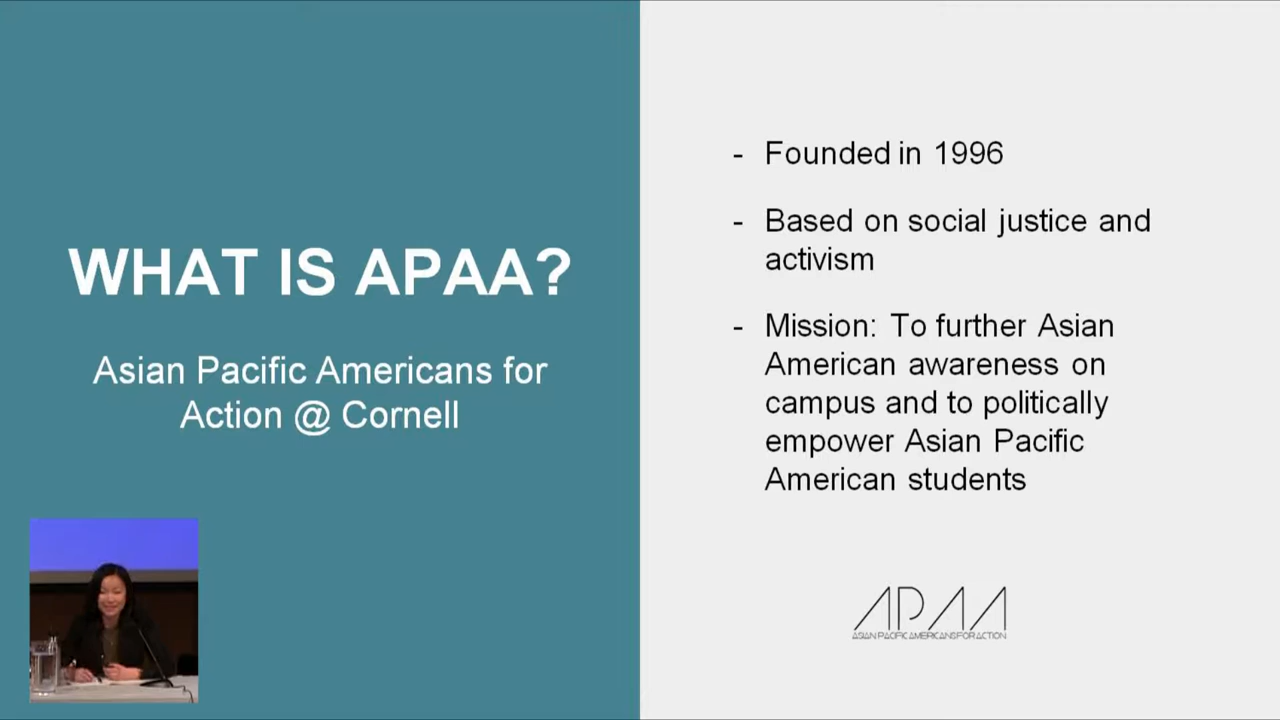 WHAT IS APAA?
Asian Pacific Americans for
Action @ Cornell
- Founded in 1996
- Based on social justice and
activism
- Mission: To further Asian
American awareness on
campus and to politically
empower Asian Pacific
American students
APAA
ASIAN PACIFIC AMERICANS FOR ACTION